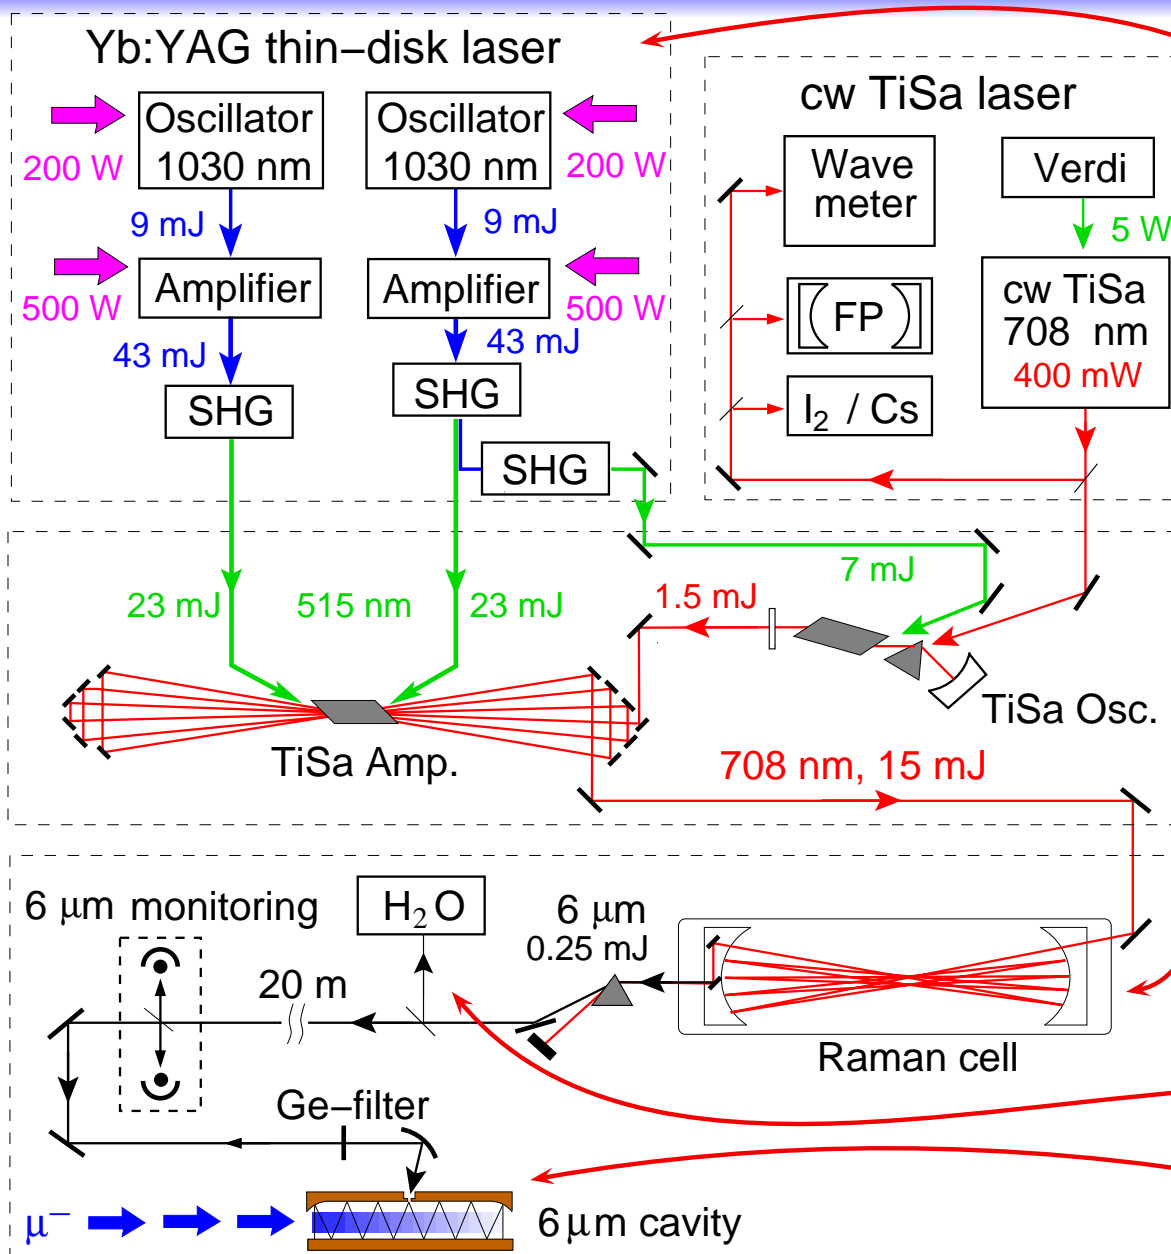 Yb:YAG thin−disk laser
Oscillator
1030 nm
200 W
9 mJ
Amplifier
500 W
43 mJ
SHG
Oscillator
1030 nm
200 W
9 mJ
Amplifier
500 W
43 mJ
SHG
SHG
cw TiSa laser
Wave
meter
FP
I₂ / Cs
Verdi
5 W
cw TiSa
708 nm
400 mW
23 mJ
515 nm
23 mJ
7 mJ
1.5 mJ
TiSa Osc.
TiSa Amp.
708 nm, 15 mJ
6 μm monitoring
H₂O
6 μm
0.25 mJ
20 m
Raman cell
Ge−filter
μ⁻
6 μm cavity